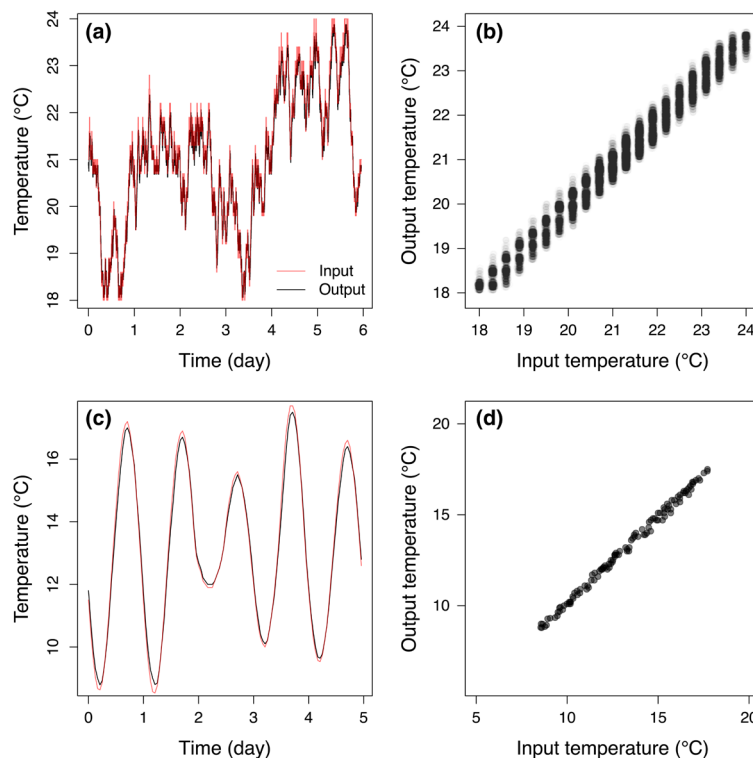 (a)
Temperature (°C)
24
23
22
21
20
19
18
Input
Output
0 1 2 3 4 5 6
Time (day)
(b)
Output temperature (°C)
24
23
22
21
20
19
18
18 19 20 21 22 23 24
Input temperature (°C)
(c)
Temperature (°C)
16
14
12
10
0 1 2 3 4 5
Time (day)
(d)
Output temperature (°C)
20
15
10
5 10 15 20
Input temperature (°C)